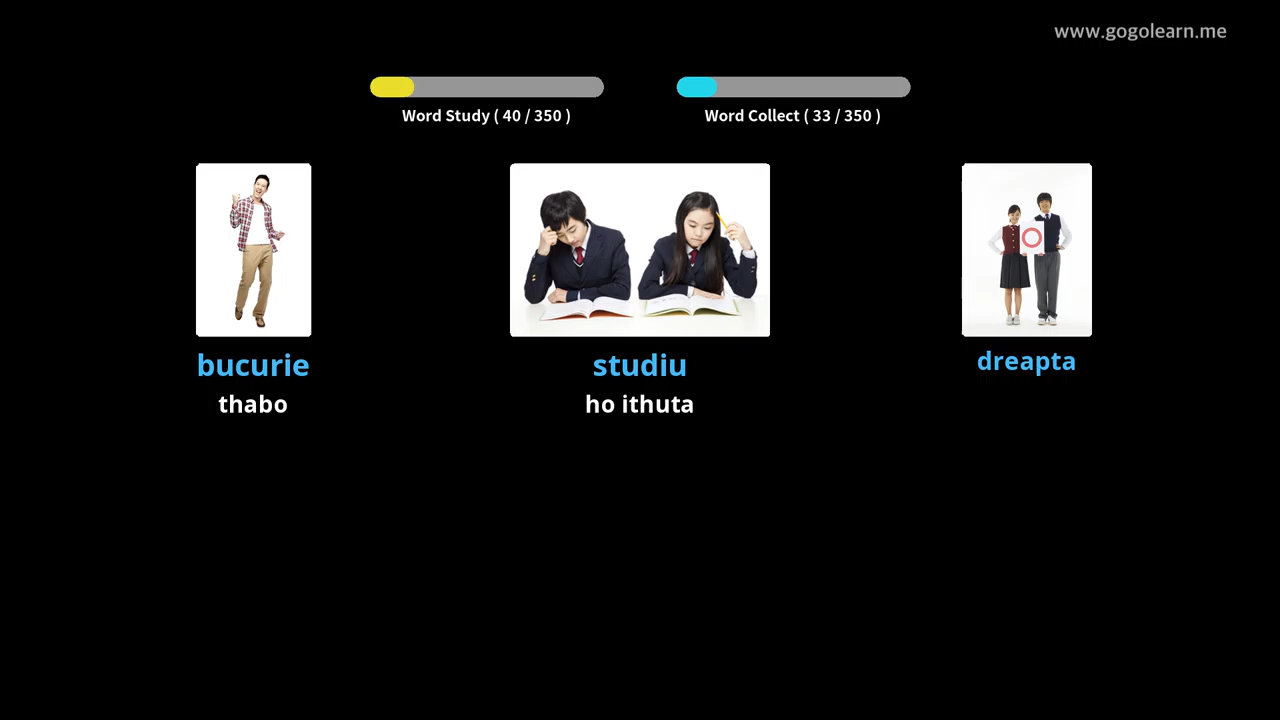 www.gogolearn.me
Word Study ( 40 / 350 )
Word Collect ( 33 / 350 )
bucurie
thabo
studiu
ho ithuta
dreapta